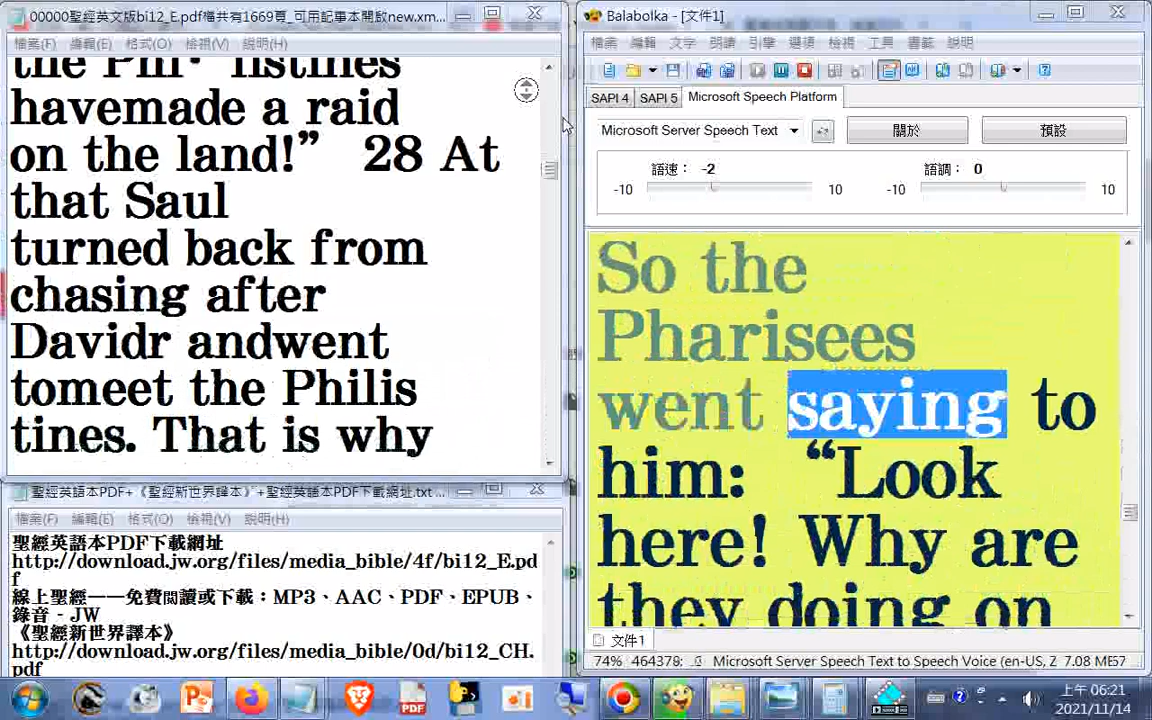 00000聖經英文版bi12_E.pdf檔共有1669頁_可用記事本開啟new.xm...
檔案(F) 編輯(E) 格式(O) 檢視(V) 說明(H)
the Phi· listines
havemade a raid
on the land!” 28 At
that Saul
turned back from
chasing after
Davidr andwent
tomeet the Philis
tines. That is why
聖經英語本PDF+《聖經新世界譯本》+聖經英語本PDF下載網址.txt ...
檔案(F) 編輯(E) 格式(O) 檢視(V) 說明(H)
聖經英語本PDF下載網址
http://download.jw.org/files/media_bible/4f/bi12_E.pd
f
線上聖經——免費閱讀或下載：MP3、AAC、PDF、EPUB、
錄音 - JW
《聖經新世界譯本》
http://download.jw.org/files/media_bible/0d/bi12_CH.
pdf
Balabolka - [文件1]
檔案 編輯 文字 朗讀 引擎 選項 檢視 工具 書籤 說明
SAPI 4 SAPI 5 Microsoft Speech Platform
Microsoft Server Speech Text 關於 預設
語速： -2 語調： 0
-10 10 -10 10
So the
Pharisees
went saying to
him: “Look
here! Why are
they doing on
文件1
74% 464378: Microsoft Server Speech Text to Speech Voice (en-US, Z 7.08 ME57
PDF
上午 06:21
2021/11/14